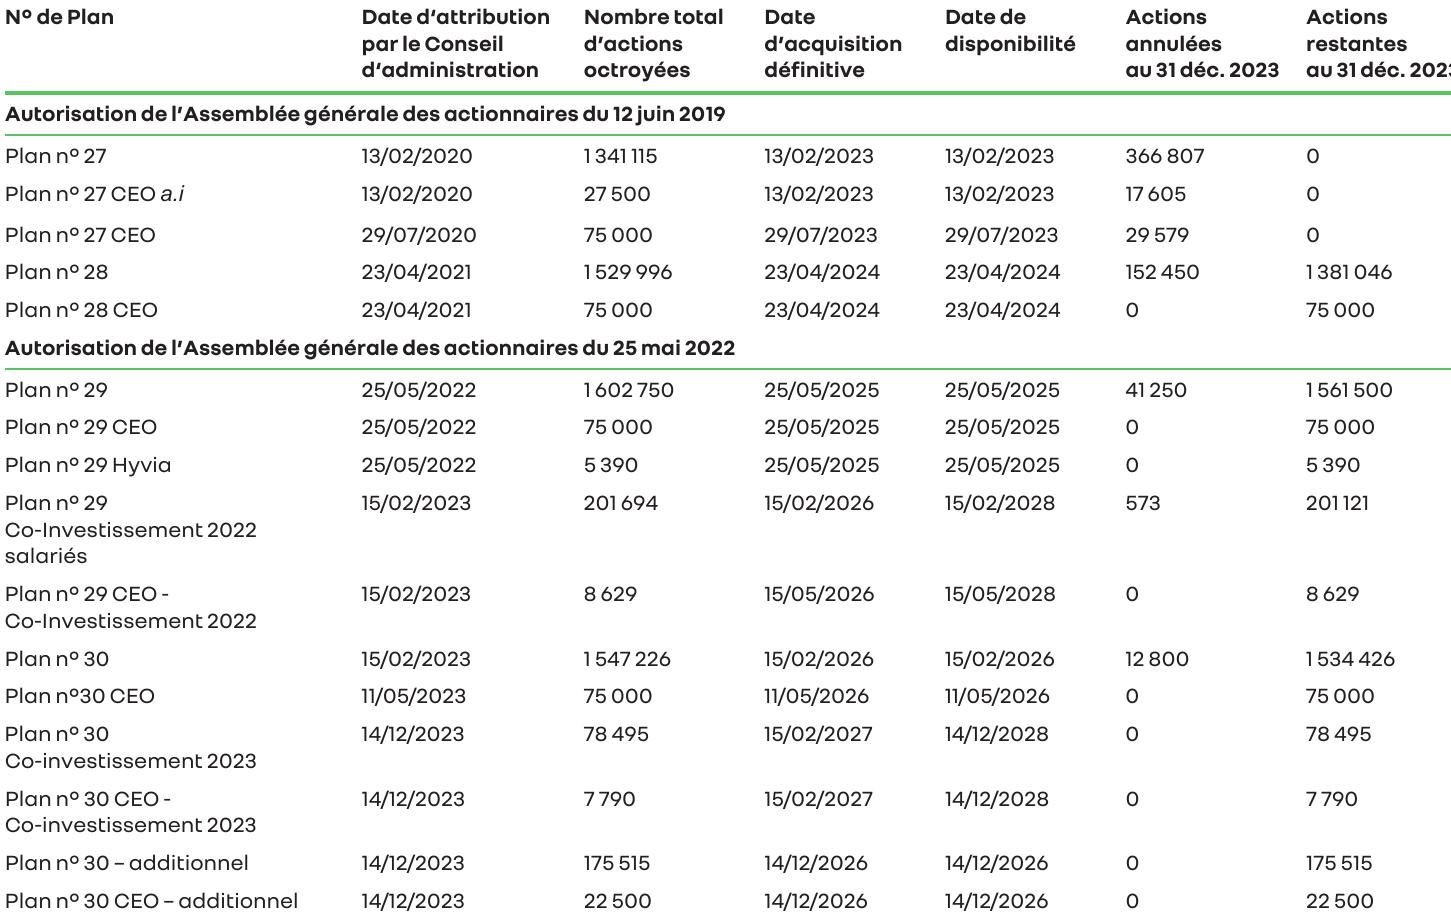 Nº de Plan Date d’attribution par le Conseil d’administration Nombre total d’actions octroyées Date d’acquisition définitive Date de disponibilité Actions annulées au 31 déc. 2023 Actions restantes au 31 déc. 2023
Autorisation de l’Assemblée générale des actionnaires du 12 juin 2019
Plan nº 27 13/02/2020 1 341 115 13/02/2023 13/02/2023 366 807 0
Plan nº 27 CEO a.i 13/02/2020 27 500 13/02/2023 13/02/2023 17 605 0
Plan nº 27 CEO 29/07/2020 75 000 29/07/2023 29/07/2023 29 579 0
Plan nº 28 23/04/2021 1 529 996 23/04/2024 23/04/2024 152 450 1 381 046
Plan nº 28 CEO 23/04/2021 75 000 23/04/2024 23/04/2024 0 75 000
Autorisation de l’Assemblée générale des actionnaires du 25 mai 2022
Plan nº 29 25/05/2022 1 602 750 25/05/2025 25/05/2025 41 250 1 561 500
Plan nº 29 CEO 25/05/2022 75 000 25/05/2025 25/05/2025 0 75 000
Plan nº 29 Hyvia 25/05/2022 5 390 25/05/2025 25/05/2025 0 5 390
Plan nº 29 15/02/2023 201 694 15/02/2026 15/02/2028 573 201 121
Co-Investissement 2022
salariés
Plan nº 29 CEO - 15/02/2023 8 629 15/05/2026 15/05/2028 0 8 629
Co-Investissement 2022
Plan nº 30 15/02/2023 1 547 226 15/02/2026 15/02/2026 12 800 1 534 426
Plan nº30 CEO 11/05/2023 75 000 11/05/2026 11/05/2026 0 75 000
Plan nº 30 14/12/2023 78 495 15/02/2027 14/12/2028 0 78 495
Co-investissement 2023
Plan nº 30 CEO - 14/12/2023 7 790 15/02/2027 14/12/2028 0 7 790
Co-investissement 2023
Plan nº 30 – additionnel 14/12/2023 175 515 14/12/2026 14/12/2026 0 175 515
Plan nº 30 CEO – additionnel 14/12/2023 22 500 14/12/2026 14/12/2026 0 22 500